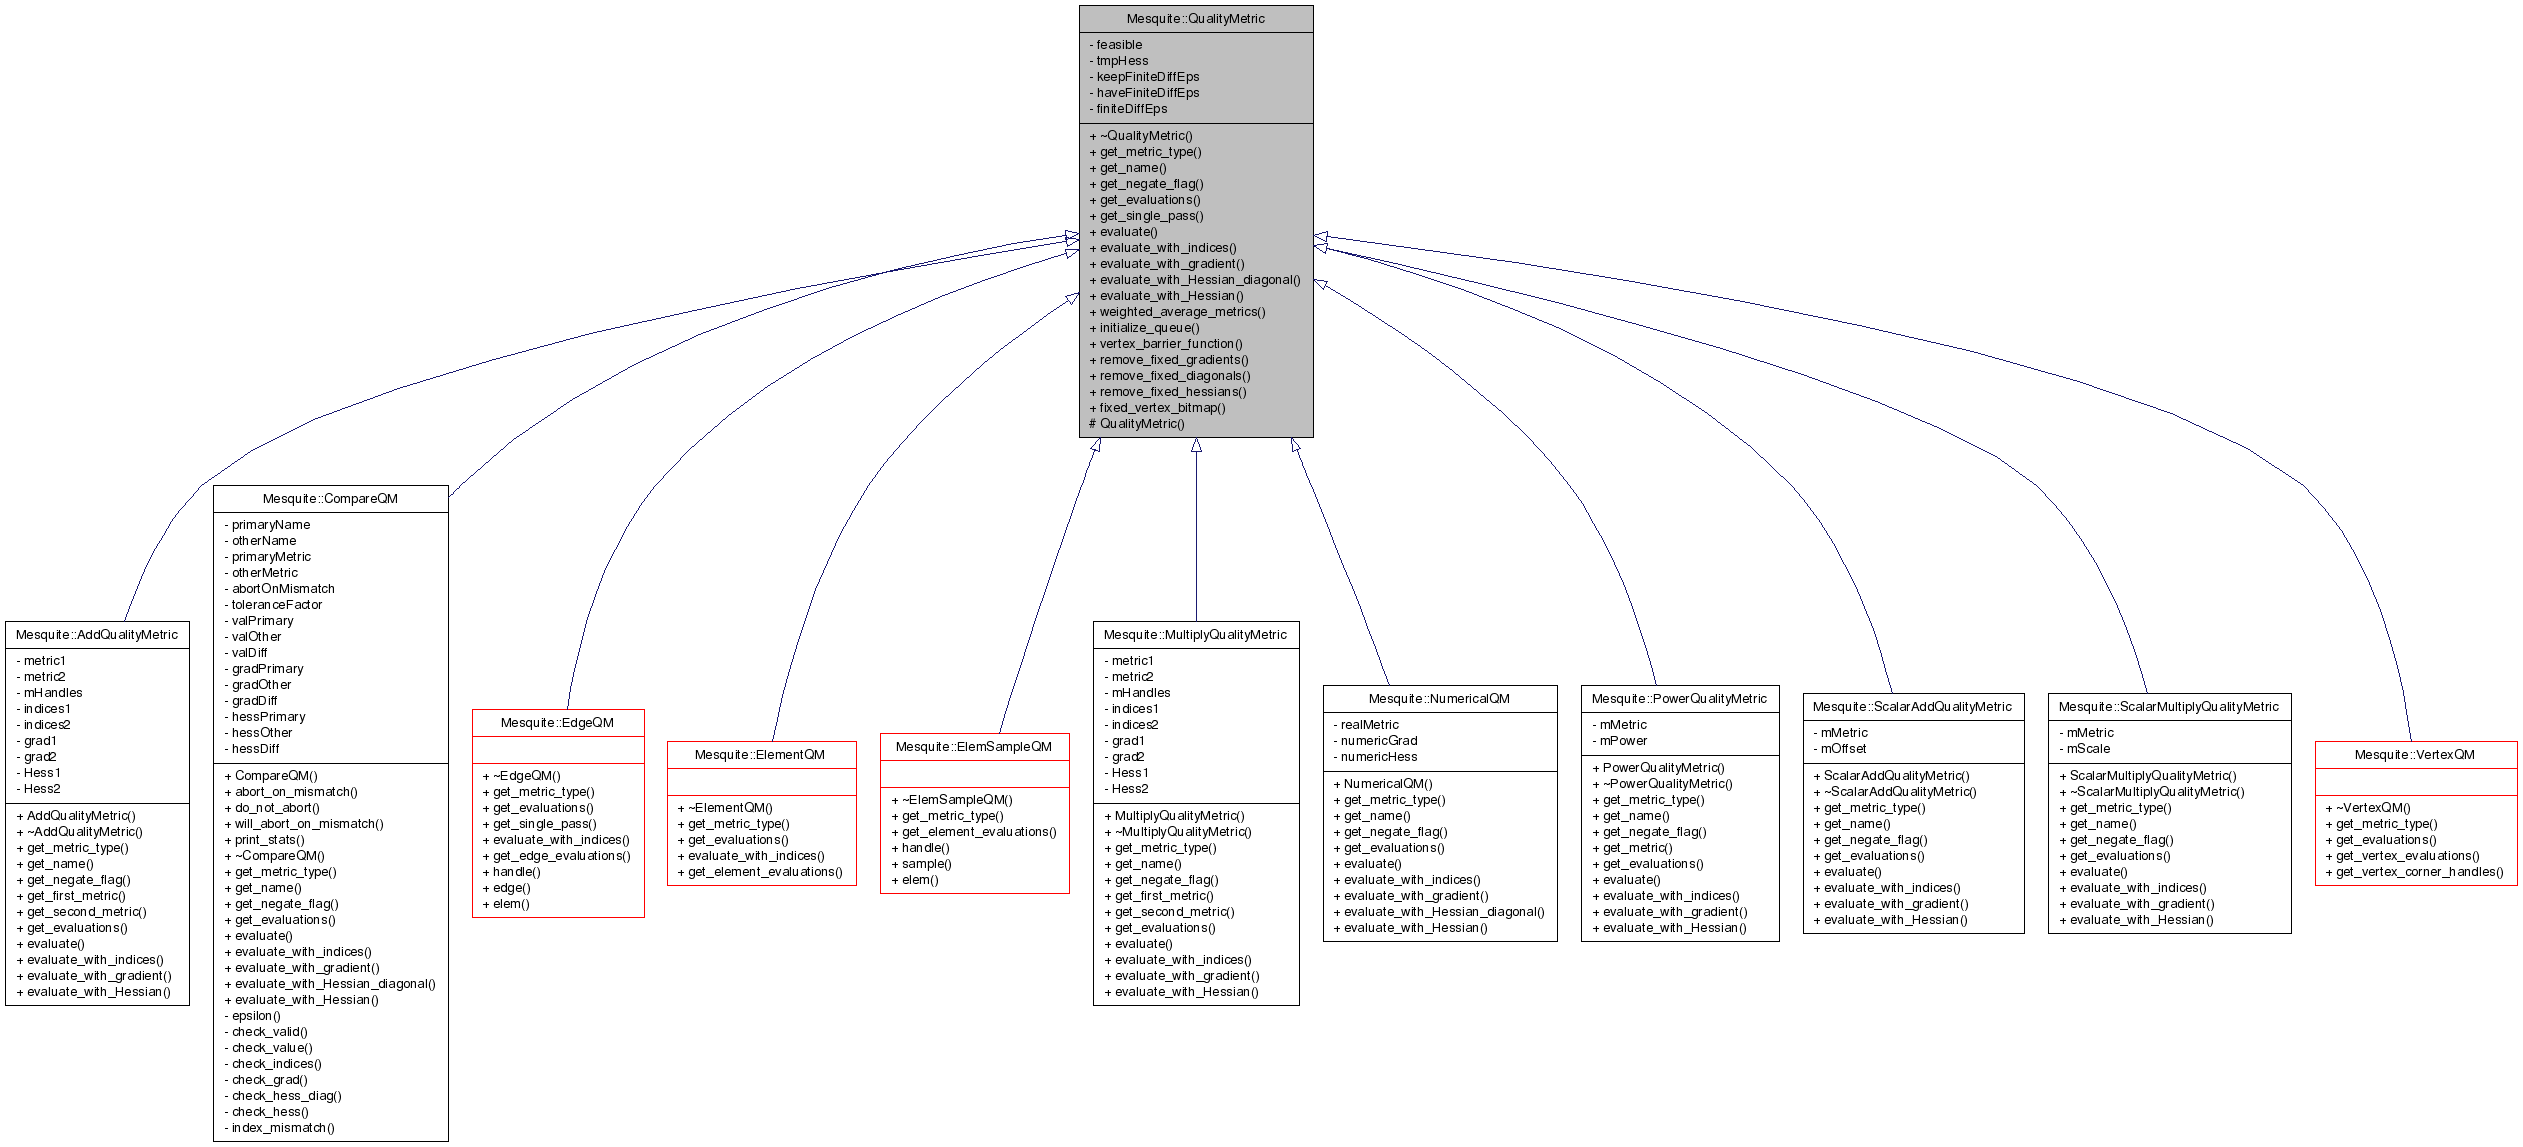 Mesquite::QualityMetric
- feasible
- tmpHess
- keepFiniteDiffEps
- haveFiniteDiffEps
- finiteDiffEps
+ ~QualityMetric()
+ get_metric_type()
+ get_name()
+ get_negate_flag()
+ get_evaluations()
+ get_single_pass()
+ evaluate()
+ evaluate_with_indices()
+ evaluate_with_gradient()
+ evaluate_with_Hessian_diagonal()
+ evaluate_with_Hessian()
+ weighted_average_metrics()
+ initialize_queue()
+ vertex_barrier_function()
+ remove_fixed_gradients()
+ remove_fixed_diagonals()
+ remove_fixed_hessians()
+ fixed_vertex_bitmap()
# QualityMetric()
Mesquite::AddQualityMetric
- metric1
- metric2
- mHandles
- indices1
- indices2
- grad1
- grad2
- Hess1
- Hess2
+ AddQualityMetric()
+ ~AddQualityMetric()
+ get_metric_type()
+ get_name()
+ get_negate_flag()
+ get_first_metric()
+ get_second_metric()
+ get_evaluations()
+ evaluate()
+ evaluate_with_indices()
+ evaluate_with_gradient()
+ evaluate_with_Hessian()
Mesquite::CompareQM
- primaryName
- otherName
- primaryMetric
- otherMetric
- abortOnMismatch
- toleranceFactor
- valPrimary
- valOther
- valDiff
- gradPrimary
- gradOther
- gradDiff
- hessPrimary
- hessOther
- hessDiff
+ CompareQM()
+ abort_on_mismatch()
+ do_not_abort()
+ will_abort_on_mismatch()
+ print_stats()
+ ~CompareQM()
+ get_metric_type()
+ get_name()
+ get_negate_flag()
+ get_evaluations()
+ evaluate()
+ evaluate_with_indices()
+ evaluate_with_gradient()
+ evaluate_with_Hessian_diagonal()
+ evaluate_with_Hessian()
- epsilon()
- check_valid()
- check_value()
- check_indices()
- check_grad()
- check_hess_diag()
- check_hess()
- index_mismatch()
Mesquite::EdgeQM
+ ~EdgeQM()
+ get_metric_type()
+ get_evaluations()
+ get_single_pass()
+ evaluate_with_indices()
+ get_edge_evaluations()
+ handle()
+ edge()
+ elem()
Mesquite::ElementQM
+ ~ElementQM()
+ get_metric_type()
+ get_evaluations()
+ evaluate_with_indices()
+ get_element_evaluations()
Mesquite::ElemSampleQM
+ ~ElemSampleQM()
+ get_metric_type()
+ get_element_evaluations()
+ handle()
+ sample()
+ elem()
Mesquite::MultiplyQualityMetric
- metric1
- metric2
- mHandles
- indices1
- indices2
- grad1
- grad2
- Hess1
- Hess2
+ MultiplyQualityMetric()
+ ~MultiplyQualityMetric()
+ get_metric_type()
+ get_name()
+ get_negate_flag()
+ get_first_metric()
+ get_second_metric()
+ get_evaluations()
+ evaluate()
+ evaluate_with_indices()
+ evaluate_with_gradient()
+ evaluate_with_Hessian()
Mesquite::NumericalQM
- realMetric
- numericGrad
- numericHess
+ NumericalQM()
+ get_metric_type()
+ get_name()
+ get_negate_flag()
+ get_evaluations()
+ evaluate()
+ evaluate_with_indices()
+ evaluate_with_gradient()
+ evaluate_with_Hessian_diagonal()
+ evaluate_with_Hessian()
Mesquite::PowerQualityMetric
- mMetric
- mPower
+ PowerQualityMetric()
+ ~PowerQualityMetric()
+ get_metric_type()
+ get_name()
+ get_negate_flag()
+ get_metric()
+ get_evaluations()
+ evaluate()
+ evaluate_with_indices()
+ evaluate_with_gradient()
+ evaluate_with_Hessian()
Mesquite::ScalarAddQualityMetric
- mMetric
- mOffset
+ ScalarAddQualityMetric()
+ ~ScalarAddQualityMetric()
+ get_metric_type()
+ get_name()
+ get_negate_flag()
+ get_evaluations()
+ evaluate()
+ evaluate_with_indices()
+ evaluate_with_gradient()
+ evaluate_with_Hessian()
Mesquite::ScalarMultiplyQualityMetric
- mMetric
- mScale
+ ScalarMultiplyQualityMetric()
+ ~ScalarMultiplyQualityMetric()
+ get_metric_type()
+ get_name()
+ get_negate_flag()
+ get_evaluations()
+ evaluate()
+ evaluate_with_indices()
+ evaluate_with_gradient()
+ evaluate_with_Hessian()
Mesquite::VertexQM
+ ~VertexQM()
+ get_metric_type()
+ get_evaluations()
+ get_vertex_evaluations()
+ get_vertex_corner_handles()